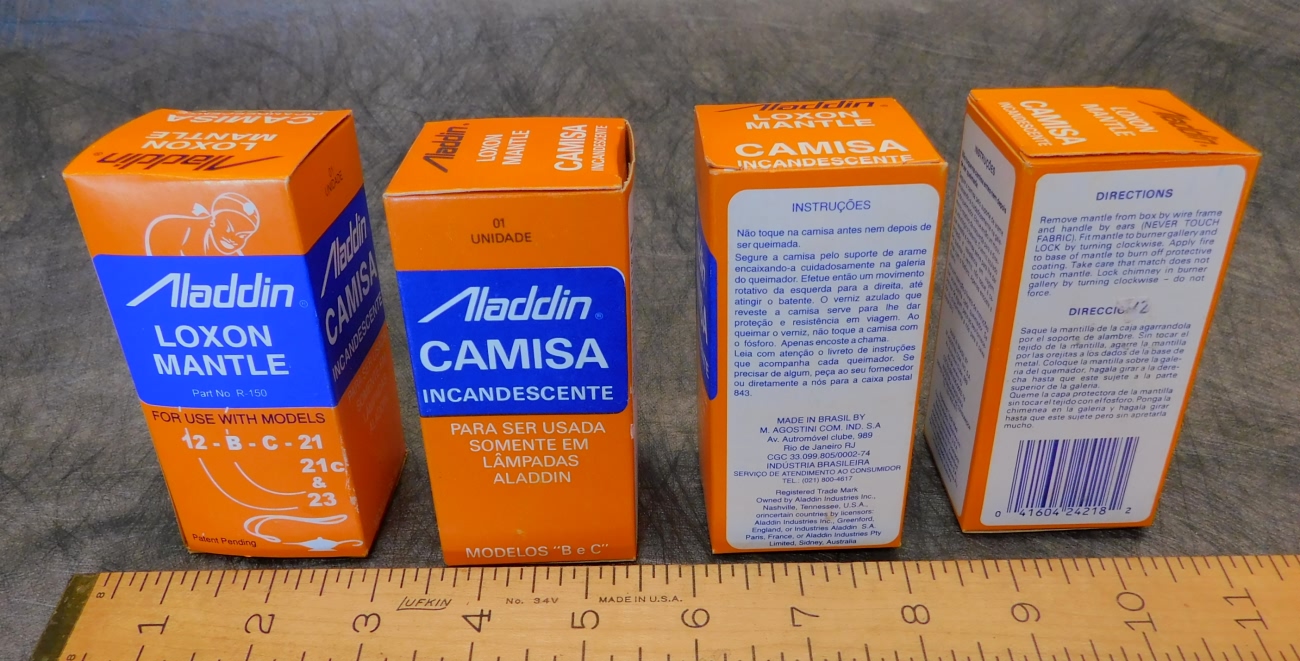 Aladdin
LOXON
MANTLE
CAMISA
01
UNIDADE
Aladdin
LOXON
MANTLE
Part No. R-150
FOR USE WITH MODELS
12 - B - C - 21
21c
&
23
Patent Pending
Aladdin
CAMISA
INCANDESCENTE
Aladdin
LOXON
MANTLE
CAMISA
INCANDESCENTE
01
UNIDADE
Aladdin®
CAMISA
INCANDESCENTE
PARA SER USADA
SOMENTE EM
LÂMPADAS
ALADDIN
MODELOS "B e C"
Aladdin
LOXON
MANTLE
CAMISA
INCANDESCENTE
INSTRUÇÕES
Não toque na camisa antes nem depois de
ser queimada.
Segure a camisa pelo suporte de arame
encaixando-a cuidadosamente na galeria
do queimador. Efetue então um movimento
rotativo da esquerda para a direita, até
atingir o batente. O verniz azulado que
reveste a camisa serve para lhe dar
proteção e resistência em viagem. Ao
queimar o verniz, não toque a camisa com
o fósforo. Apenas encoste a chama.
Leia com atenção o livreto de instruções
que acompanha cada queimador. Se
precisar de algum, peça ao seu fornecedor
ou diretamente a nós para a caixa postal
843.
MADE IN BRASIL BY
M. AGOSTINI COM. IND. S.A
Av. Automóvel clube, 989
Rio de Janeiro RJ
CGC 33.099.805/0002-74
INDÚSTRIA BRASILEIRA
SERVIÇO DE ATENDIMENTO AO CONSUMIDOR
TEL.: (021) 800-4617
Registered Trade Mark
Owned by Aladdin Industries Inc.,
Nashville, Tennessee, U.S.A.,
orincertain countries by licensors:
Aladdin Industries Inc., Greenford,
England, or Industries Aladdin S.A.
Paris, France, or Aladdin Industries Pty
Limited, Sidney, Australia
Aladdin
LOXON
MANTLE
CAMISA
INCANDESCENTE
INSTRUÇÕES
DIRECTIONS
Remove mantle from box by wire frame
and handle by ears (NEVER TOUCH
FABRIC). Fit mantle to burner gallery and
LOCK by turning clockwise. Apply fire
to base of mantle to burn off protective
coating. Take care that match does not
touch mantle. Lock chimney in burner
gallery by turning clockwise - do not
force.
Saque la mantilla de la caja agarrandola
por el soporte de alambre. Sin tocar el
tejido de la mantilla, agarre la mantilla
por las orejitas a los dados de la base de
metal. Coloque la mantilla sobre la gale-
ria del quemador, hagala girar a la dere-
cha hasta que este sujete a la parte
superior de la galeria.
Queme la capa protectora de la mantilla
sin tocar el tejido con el fosforo. Ponga la
chimenea en la galeria y hagala girar
hasta que este sujete pero sin apretarla
mucho.
0 41604 24218 2
8
LUFKIN No. 34V MADE IN U.S.A.
1 2 3 4 5 6 7 8 9 10 11
8